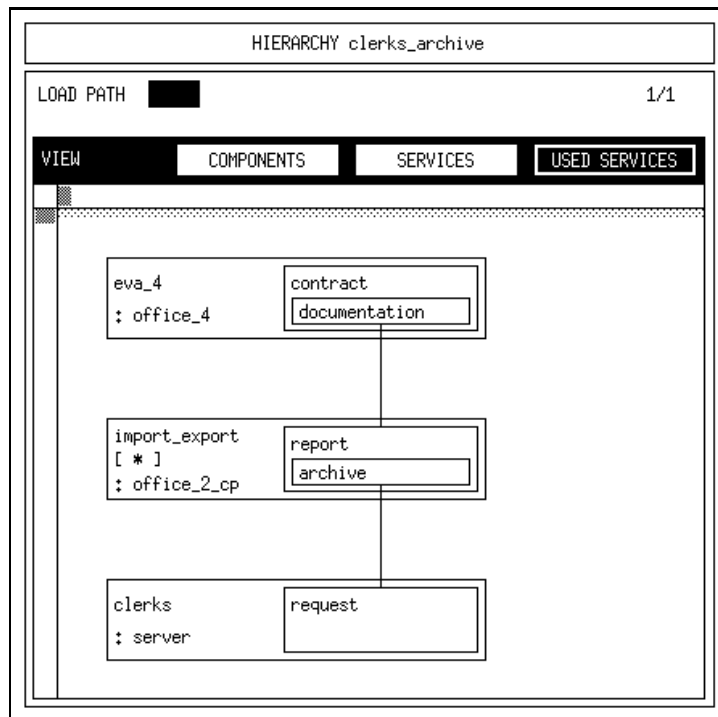 HIERARCHY clerks_archive
LOAD PATH 1/1
VIEW COMPONENTS SERVICES USED SERVICES
eva_4 contract
: office_4 documentation
import_export report
[ * ]
: office_2_cp archive
clerks request
: server